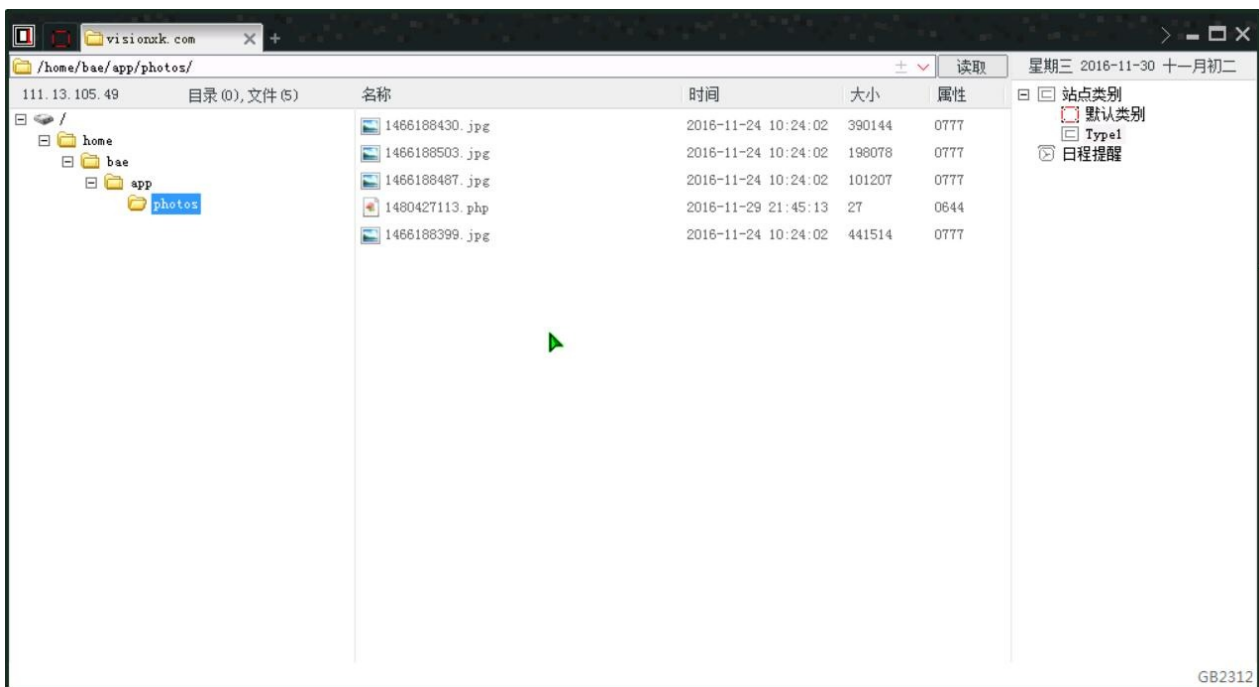 visionxk.com
/home/bae/app/photos/ 读取 星期三 2016-11-30 十一月初二
111.13.105.49 目录(0),文件(5) 名称 时间 大小 属性
/
home
bae
app
photos
1466188430.jpg 2016-11-24 10:24:02 390144 0777
1466188503.jpg 2016-11-24 10:24:02 198078 0777
1466188487.jpg 2016-11-24 10:24:02 101207 0777
1480427113.php 2016-11-29 21:45:13 27 0644
1466188399.jpg 2016-11-24 10:24:02 441514 0777
站点类别
默认类别
Type1
日程提醒
GB2312